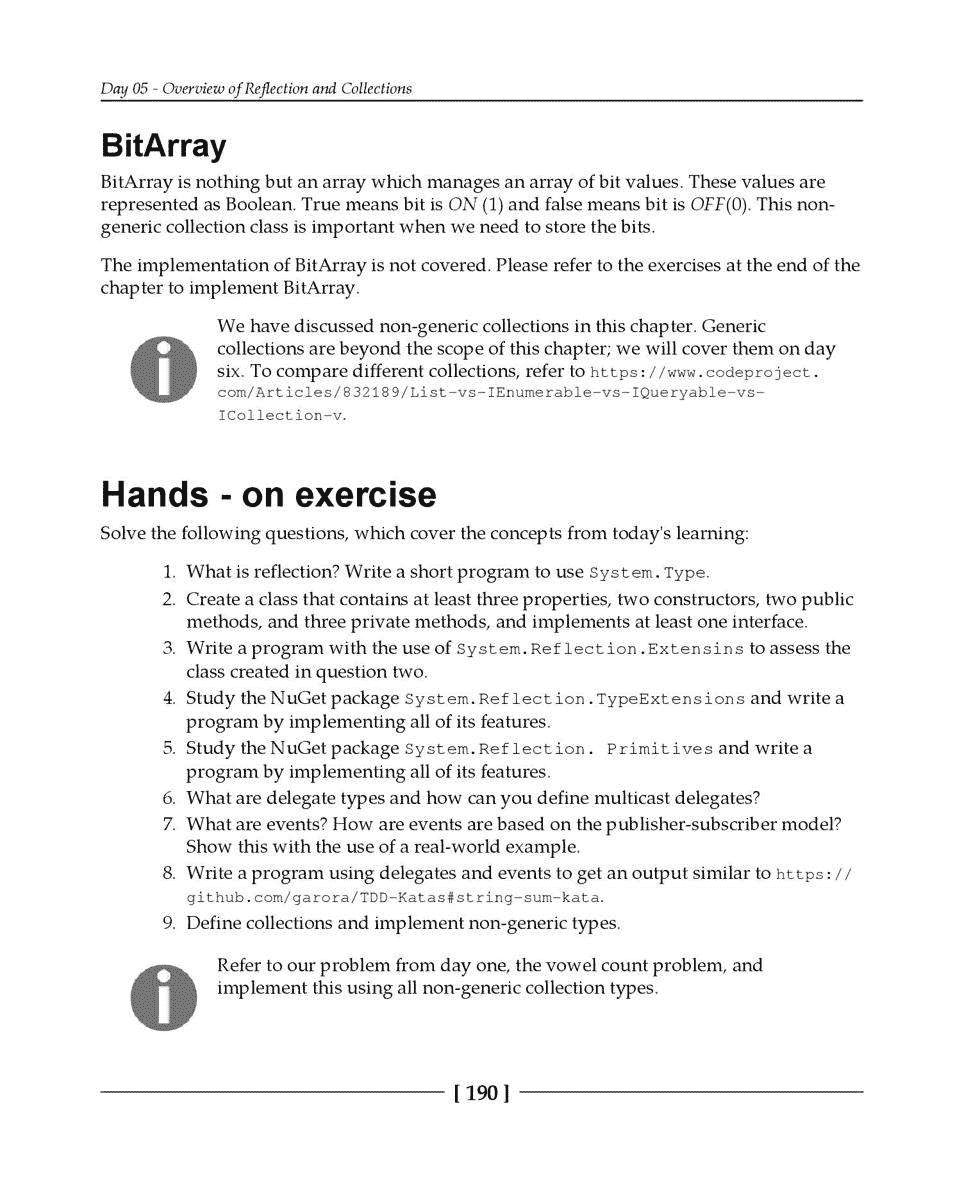 Day 05 - Overview of Reflection and Collections
BitArray
BitArray is nothing but an array which manages an array of bit values. These values are
represented as Boolean. True means bit is ON (1) and false means bit is OFF(0). This non-
generic collection class is important when we need to store the bits.
The implementation of BitArray is not covered. Please refer to the exercises at the end of the
chapter to implement BitArray.
We have discussed non-generic collections in this chapter. Generic
collections are beyond the scope of this chapter; we will cover them on day
six. To compare different collections, refer to https://www.codeproject.
com/Articles/832189/List-vs-IEnumerable-vs-IQueryable-vs-
ICollection-v.
Hands - on exercise
Solve the following questions, which cover the concepts from today's learning:
1. What is reflection? Write a short program to use System.Type.
2. Create a class that contains at least three properties, two constructors, two public
methods, and three private methods, and implements at least one interface.
3. Write a program with the use of System.Reflection.Extensins to assess the
class created in question two.
4. Study the NuGet package System.Reflection.TypeExtensions and write a
program by implementing all of its features.
5. Study the NuGet package System.Reflection. Primitives and write a
program by implementing all of its features.
6. What are delegate types and how can you define multicast delegates?
7. What are events? How are events are based on the publisher-subscriber model?
Show this with the use of a real-world example.
8. Write a program using delegates and events to get an output similar to https://
github.com/garora/TDD-Katas#string-sum-kata.
9. Define collections and implement non-generic types.
Refer to our problem from day one, the vowel count problem, and
implement this using all non-generic collection types.
[ 190 ]